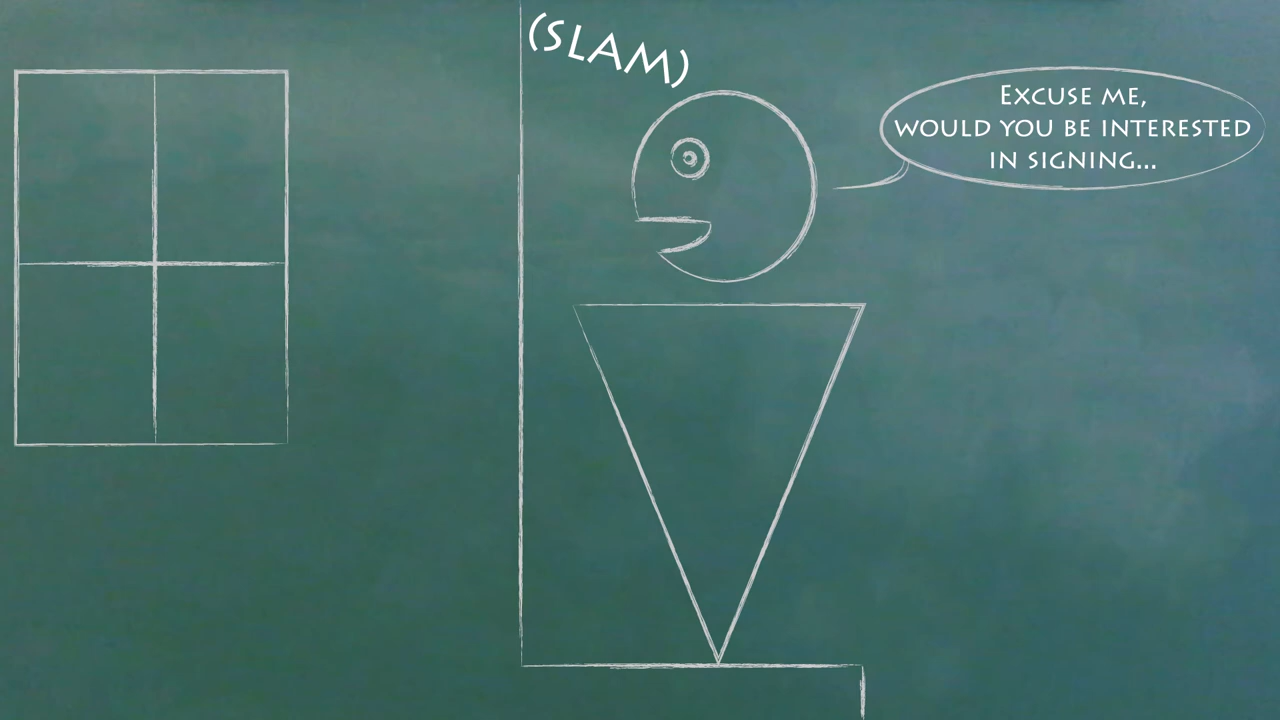 (SLAM)
EXCUSE ME,
WOULD YOU BE INTERESTED
IN SIGNING...